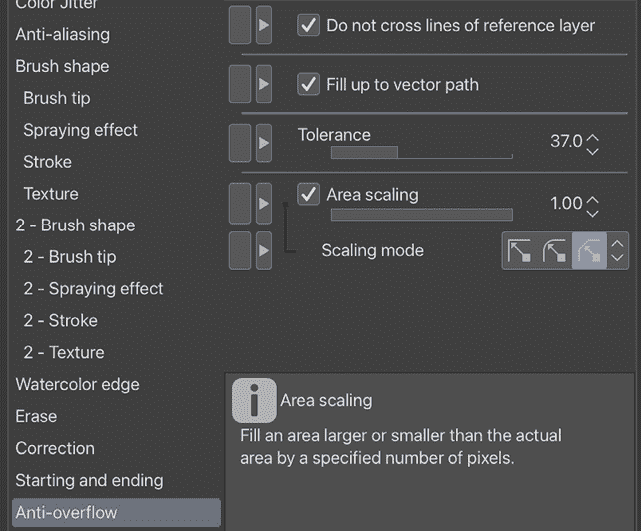 Color Jitter
Anti-aliasing
Brush shape
Brush tip
Spraying effect
Stroke
Texture
2 - Brush shape
2 - Brush tip
2 - Spraying effect
2 - Stroke
2 - Texture
Watercolor edge
Erase
Correction
Starting and ending
Anti-overflow
Do not cross lines of reference layer
Fill up to vector path
Tolerance 37.0
Area scaling 1.00
Scaling mode
Area scaling
Fill an area larger or smaller than the actual
area by a specified number of pixels.